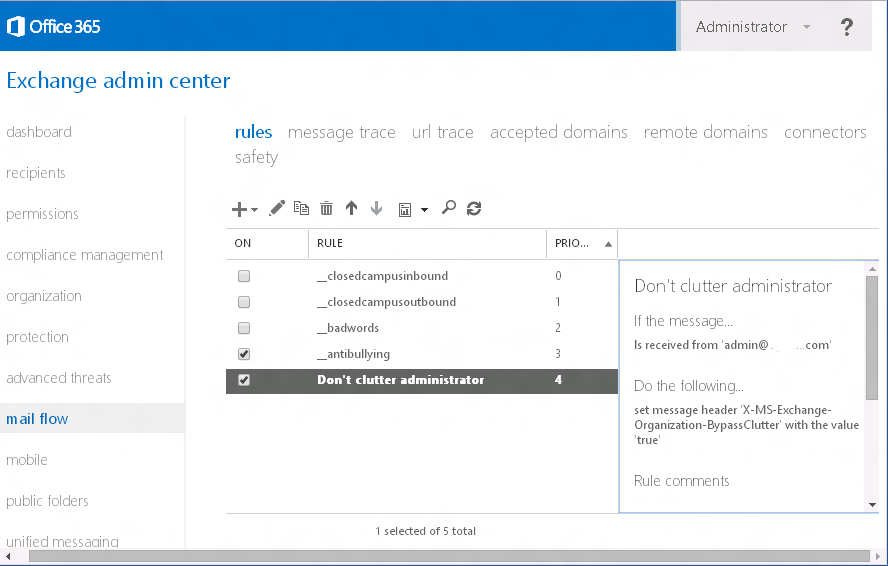 Office 365
Administrator
?
Exchange admin center
dashboard
recipients
permissions
compliance management
organization
protection
advanced threats
mail flow
mobile
public folders
unified messaging
rules message trace url trace accepted domains remote domains connectors
safety
ON RULE PRIO...
__closedcampusinbound 0
__closedcampusoutbound 1
__badwords 2
__antibullying 3
Don't clutter administrator 4
1 selected of 5 total
Don't clutter administrator
If the message...
Is received from 'admin@. ...com'
Do the following...
set message header 'X-MS-Exchange-
Organization-BypassClutter' with the value
'true'
Rule comments